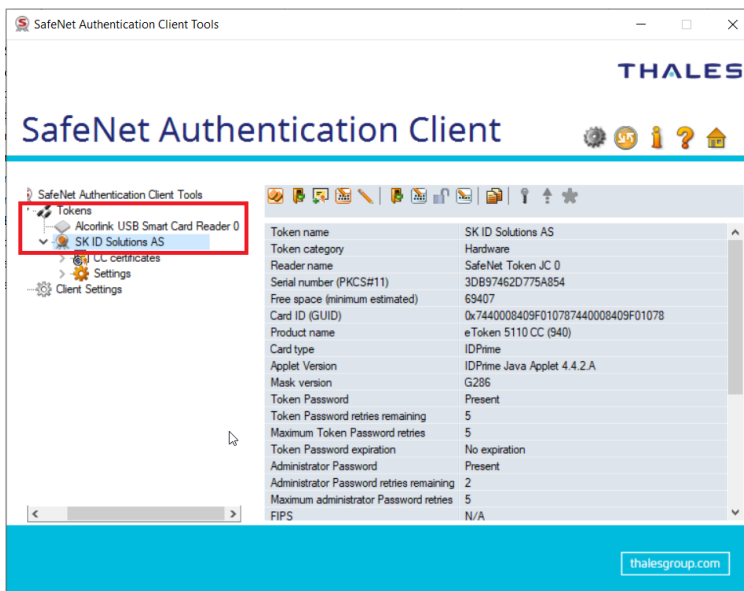 SafeNet Authentication Client Tools
THALES
SafeNet Authentication Client
SafeNet Authentication Client Tools
Tokens
Alcorlink USB Smart Card Reader 0
SK ID Solutions AS
CC certificates
Settings
Client Settings
Token name SK ID Solutions AS
Token category Hardware
Reader name SafeNet Token JC 0
Serial number (PKCS#11) 3DB97462D775A854
Free space (minimum estimated) 69407
Card ID (GUID) 0x7440008409F010787440008409F01078
Product name eToken 5110 CC (940)
Card type IDPrime
Applet Version IDPrime Java Applet 4.4.2.A
Mask version G286
Token Password Present
Token Password retries remaining 5
Maximum Token Password retries 5
Token Password expiration No expiration
Administrator Password Present
Administrator Password retries remaining 2
Maximum administrator Password retries 5
FIPS N/A
thalesgroup.com